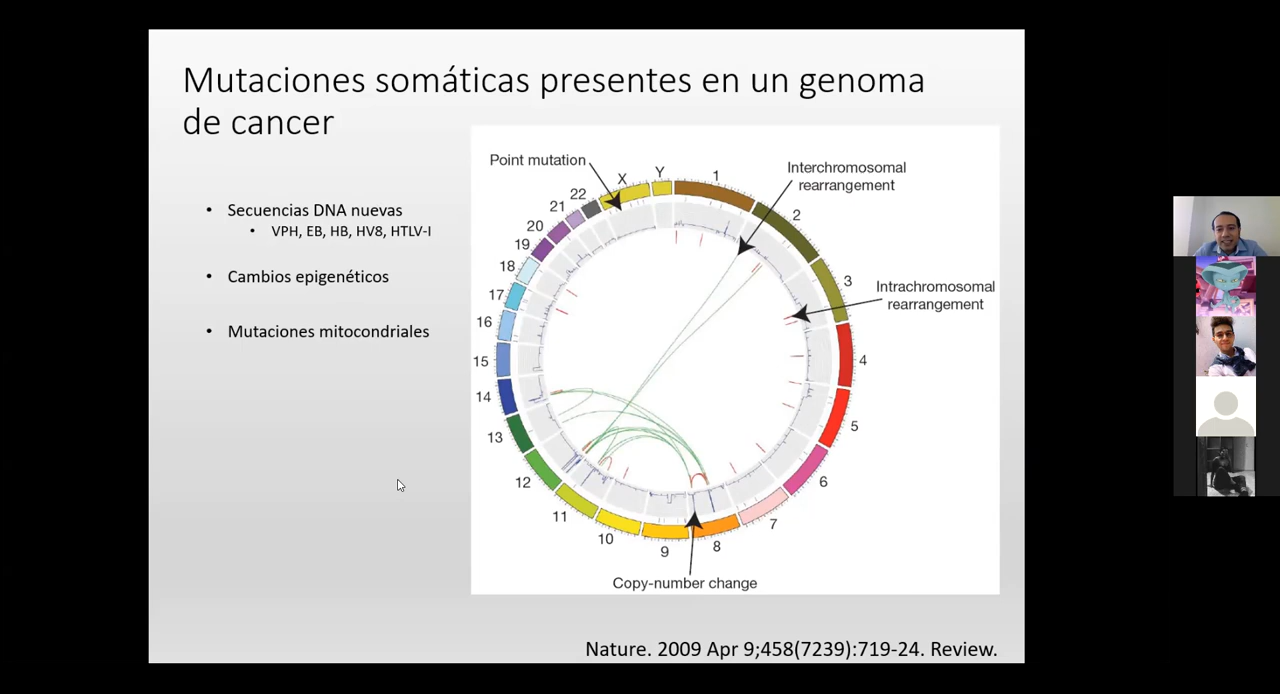 Mutaciones somáticas presentes en un genoma
de cancer
• Secuencias DNA nuevas
• VPH, EB, HB, HV8, HTLV-I
• Cambios epigenéticos
• Mutaciones mitocondriales
Point mutation
Interchromosomal
rearrangement
Intrachromosomal
rearrangement
Copy-number change
X
Y
1
2
3
4
5
6
7
8
9
10
11
12
13
14
15
16
17
18
19
20
21
22
Nature. 2009 Apr 9;458(7239):719-24. Review.